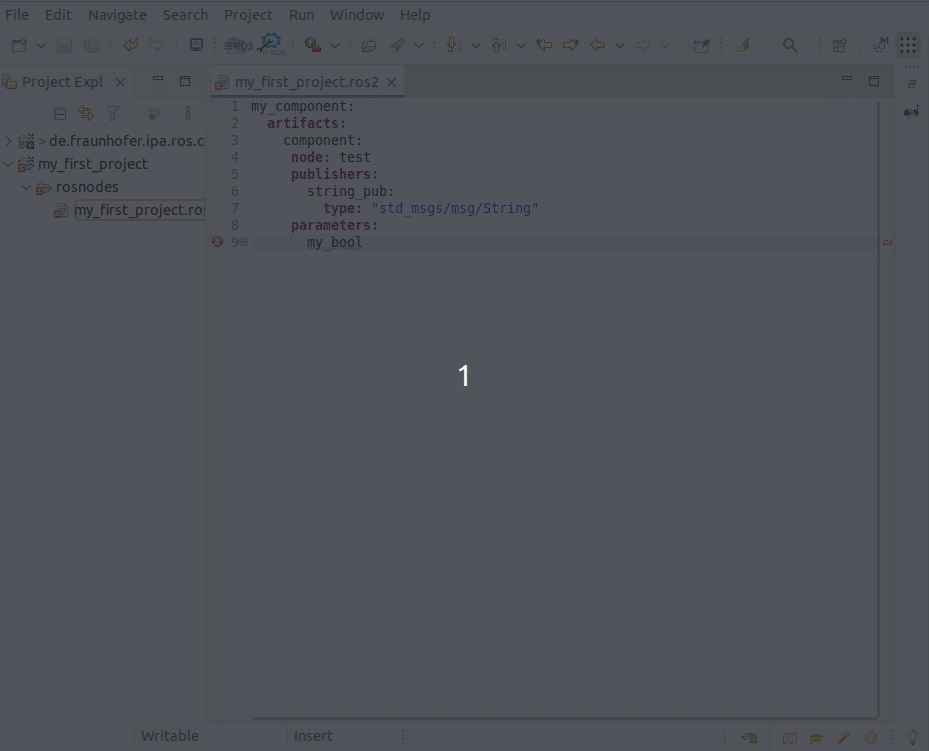 File Edit Navigate Search Project Run Window Help
ROS
ROS
Project Expl
my_first_project.ros2
> de.fraunhofer.ipa.ros.c
my_first_project
rosnodes
my_first_project.ros
1 my_component:
2 artifacts:
3 component:
4 node: test
5 publishers:
6 string_pub:
7 type: "std_msgs/msg/String"
8 parameters:
9 my_bool
1
Writable
Insert